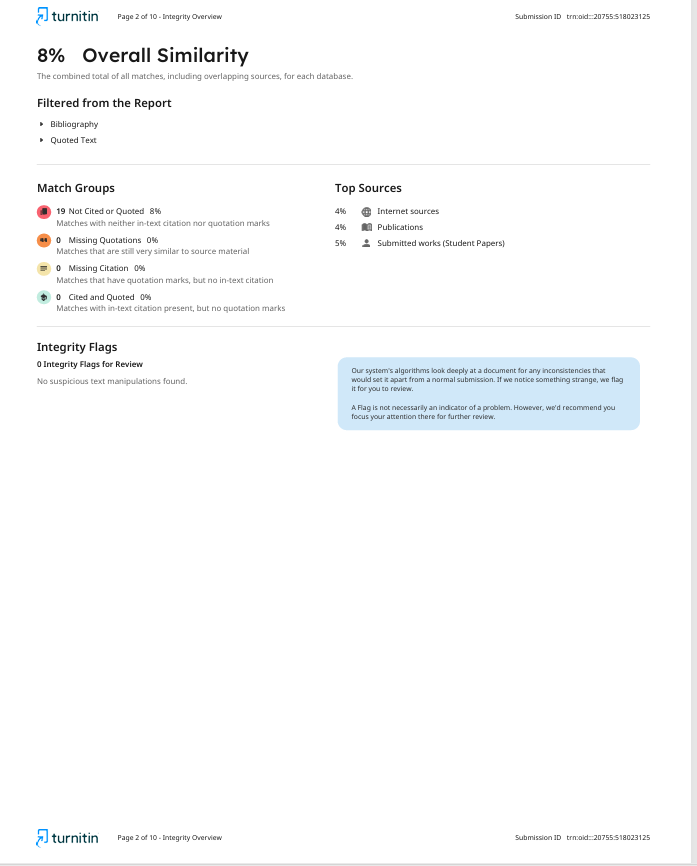 turnitin Page 2 of 10 - Integrity Overview Submission ID trn:oid:::20755:518023125
8% Overall Similarity
The combined total of all matches, including overlapping sources, for each database.
Filtered from the Report
Bibliography
Quoted Text
Match Groups
19 Not Cited or Quoted 8%
Matches with neither in-text citation nor quotation marks
0 Missing Quotations 0%
Matches that are still very similar to source material
0 Missing Citation 0%
Matches that have quotation marks, but no in-text citation
0 Cited and Quoted 0%
Matches with in-text citation present, but no quotation marks
Top Sources
4% Internet sources
4% Publications
5% Submitted works (Student Papers)
Integrity Flags
0 Integrity Flags for Review
No suspicious text manipulations found.
Our system's algorithms look deeply at a document for any inconsistencies that
would set it apart from a normal submission. If we notice something strange, we flag
it for you to review.
A Flag is not necessarily an indicator of a problem. However, we'd recommend you
focus your attention there for further review.
turnitin Page 2 of 10 - Integrity Overview Submission ID trn:oid:::20755:518023125